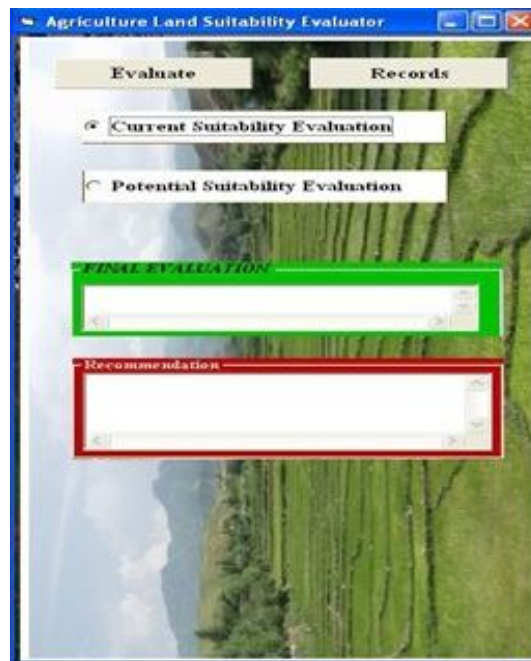 Agriculture Land Suitability Evaluator
Evaluate Records
Current Suitability Evaluation
Potential Suitability Evaluation
FINAL EVALUATION
Recommendation